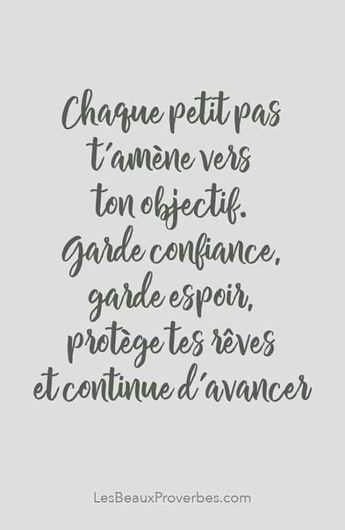 Chaque petit pas
t'amène vers
ton objectif.
Garde confiance,
garde espoir,
protège tes rêves
et continue d'avancer
LesBeauxProverbes.com